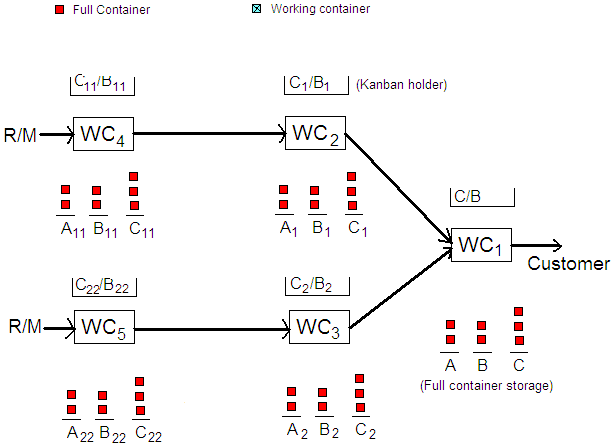 Full Container Working container
C11/B11 C1/B1 (Kanban holder)
R/M WC4 WC2
A11 B11 C11 A1 B1 C1
C/B
WC1
Customer
C22/B22 C2/B2
R/M WC5 WC3
A B C
(Full container storage)
A22 B22 C22 A2 B2 C2